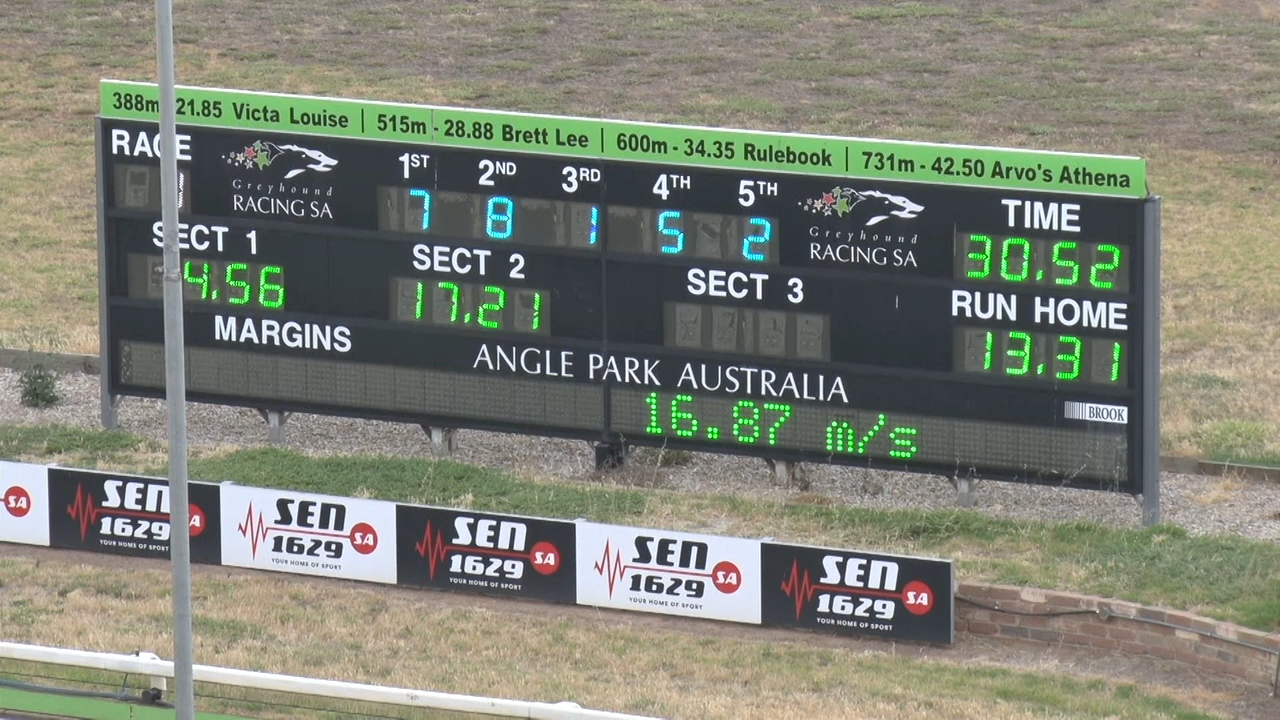 388m 21.85 Victa Louise | 515m - 28.88 Brett Lee | 600m - 34.35 Rulebook | 731m - 42.50 Arvo's Athena
RACE
Greyhound
RACING SA
1ST 2ND 3RD 4TH 5TH
7 8 1 5 2
Greyhound
RACING SA
TIME
30.52
SECT 1
4.56
SECT 2
17.21
SECT 3
RUN HOME
13.31
MARGINS
ANGLE PARK AUSTRALIA
BROOK
16.87 m/s
SA
SEN
1629
YOUR HOME OF SPORT
SEN
1629 SA
YOUR HOME OF SPORT
SEN
1629 SA
YOUR HOME OF SPORT
SEN
1629 SA
YOUR HOME OF SPORT
SEN
1629 SA
YOUR HOME OF SPORT